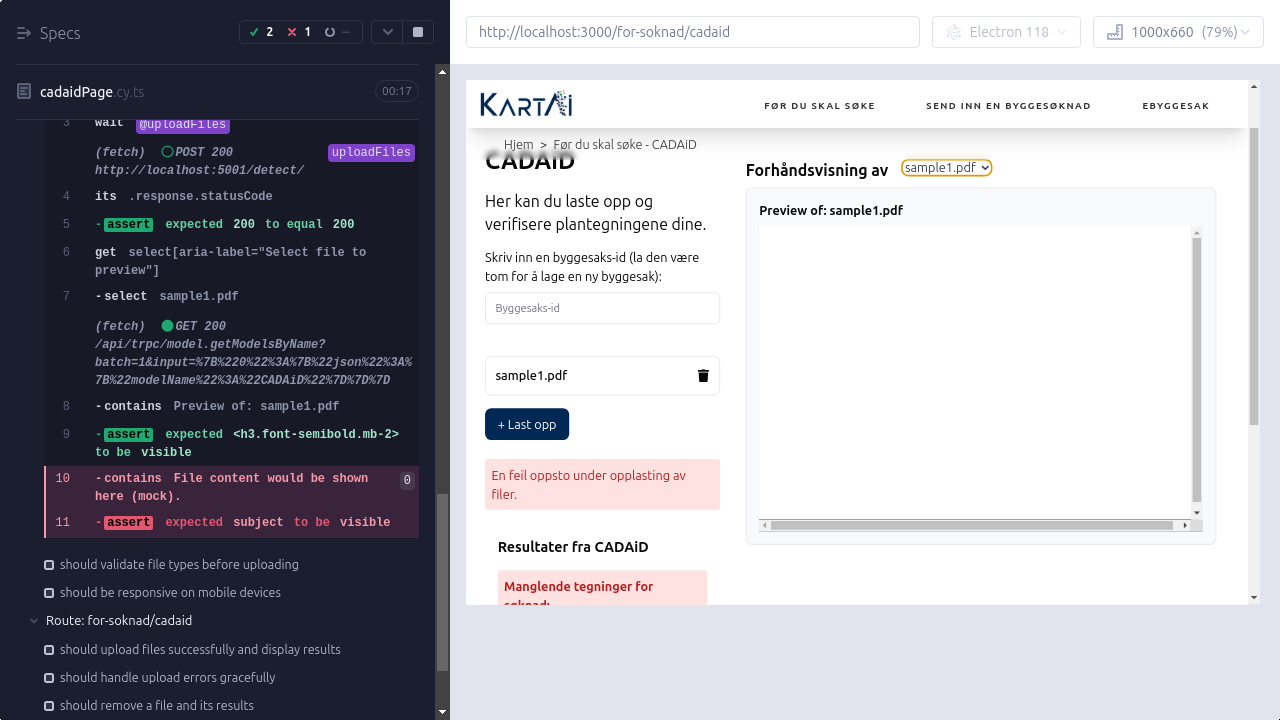 Specs
2
1
--
cadaidPage.cy.ts
00:17
3 wait @uploadFiles
(fetch) POST 200 uploadFiles
http://localhost:5001/detect/
4 its .response.statusCode
5 -assert expected 200 to equal 200
6 get select[aria-label="Select file to
preview"]
7 -select sample1.pdf
(fetch) GET 200
/api/trpc/model.getModelsByName?
batch=1&input=%7B%220%22%3A%7B%22json%22%3A%
7B%22modelName%22%3A%22CADAiD%22%7D%7D%7D
8 -contains Preview of: sample1.pdf
9 -assert expected <h3.font-semibold.mb-2>
to be visible
10 -contains File content would be shown 0
here (mock).
11 -assert expected subject to be visible
should validate file types before uploading
should be responsive on mobile devices
Route: for-soknad/cadaid
should upload files successfully and display results
should handle upload errors gracefully
should remove a file and its results
http://localhost:3000/for-soknad/cadaid
Electron 118
1000x660 (79%)
KARTAI
FØR DU SKAL SØKE
SEND INN EN BYGGESØKNAD
EBYGGESAK
Hjem > Før du skal søke - CADAiD
CADAiD
Her kan du laste opp og
verifisere plantegningene dine.
Skriv inn en byggesaks-id (la den være
tom for å lage en ny byggesak):
Byggesaks-id
sample1.pdf
+ Last opp
En feil oppsto under opplasting av
filer.
Resultater fra CADAiD
Manglende tegninger for
søknad:
Forhåndsvisning av sample1.pdf
Preview of: sample1.pdf